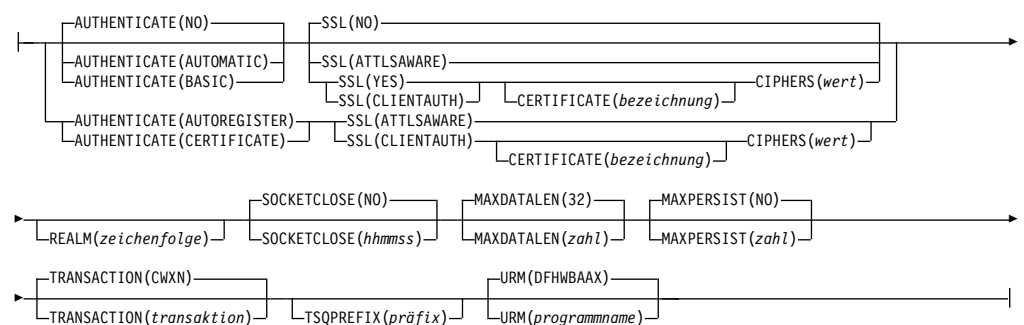 AUTHENTICATE(NO) SSL(NO)
AUTHENTICATE(AUTOMATIC) SSL(ATTLSAWARE)
AUTHENTICATE(BASIC) SSL(YES) CIPHERS(wert)
SSL(CLIENTAUTH) CERTIFICATE(bezeichnung)
AUTHENTICATE(AUTOREGISTER) SSL(ATTLSAWARE)
AUTHENTICATE(CERTIFICATE) SSL(CLIENTAUTH) CIPHERS(wert)
CERTIFICATE(bezeichnung)
SOCKETCLOSE(NO) MAXDATALEN(32) MAXPERSIST(NO)
REALM(zeichenfolge) SOCKETCLOSE(hhmmss) MAXDATALEN(zahl) MAXPERSIST(zahl)
TRANSACTION(CWXN) URM(DFHWBAAX)
TRANSACTION(transaktion) TSQPREFIX(präfix) URM(programmname)